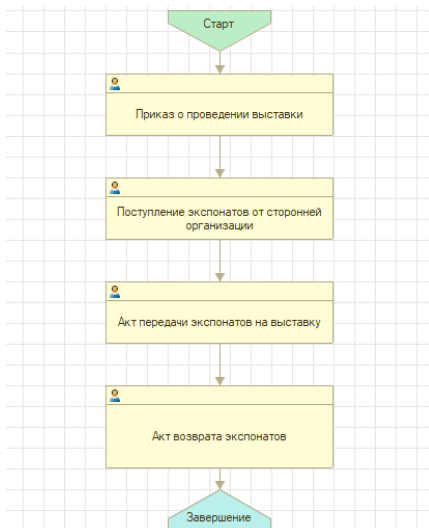 Старт
Приказ о проведении выставки
Поступление экспонатов от сторонней
организации
Акт передачи экспонатов на выставку
Акт возврата экспонатов
Завершение